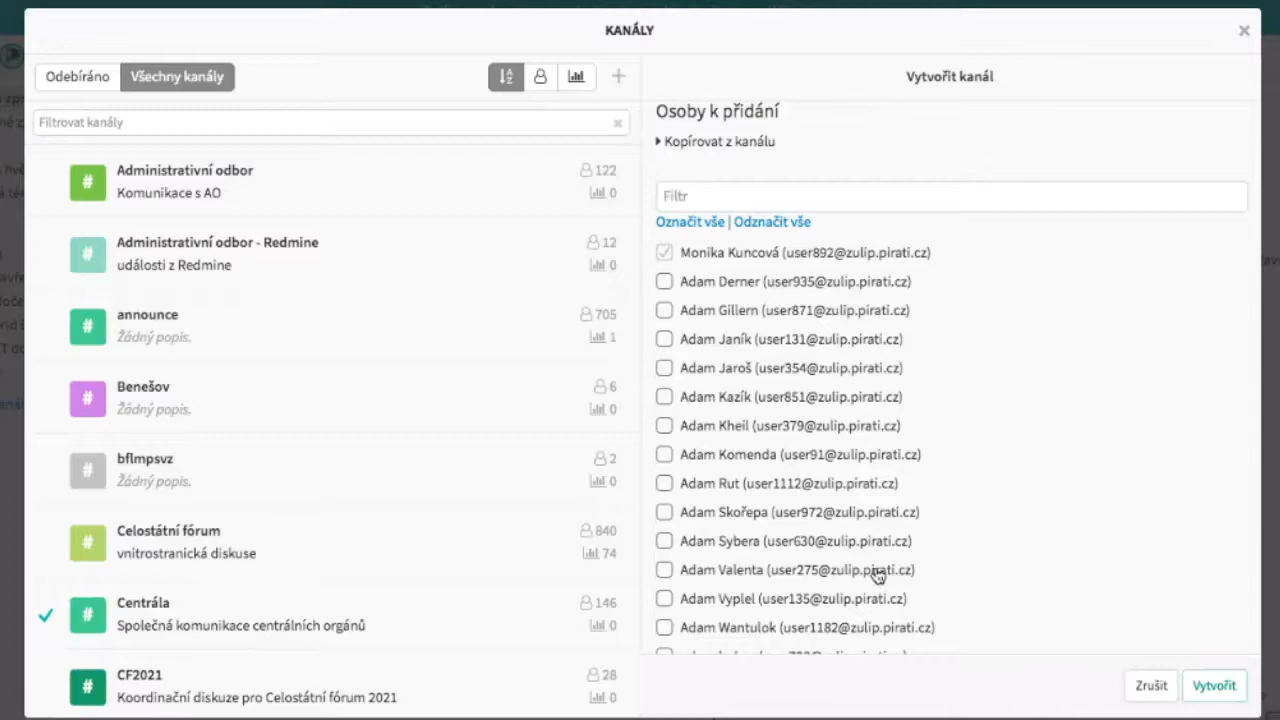 KANÁLY
Odebíráno
Všechny kanály
Filtrovat kanály
Administrativní odbor
122
Komunikace s AO
0
Administrativní odbor - Redmine
12
události z Redmine
0
announce
705
Žádný popis.
1
Benešov
6
Žádný popis.
0
bflmpsvz
2
Žádný popis.
0
Celostátní fórum
840
vnitrostranická diskuse
74
Centrála
146
Společná komunikace centrálních orgánů
0
CF2021
28
Koordinační diskuze pro Celostátní fórum 2021
0
Vytvořit kanál
Osoby k přidání
Kopírovat z kanálu
Filtr
Označit vše | Odznačit vše
Monika Kuncová (user892@zulip.pirati.cz)
Adam Derner (user935@zulip.pirati.cz)
Adam Gillern (user871@zulip.pirati.cz)
Adam Janík (user131@zulip.pirati.cz)
Adam Jaroš (user354@zulip.pirati.cz)
Adam Kazík (user851@zulip.pirati.cz)
Adam Kheil (user379@zulip.pirati.cz)
Adam Komenda (user91@zulip.pirati.cz)
Adam Rut (user1112@zulip.pirati.cz)
Adam Skořepa (user972@zulip.pirati.cz)
Adam Sybera (user630@zulip.pirati.cz)
Adam Valenta (user275@zulip.pirati.cz)
Adam Vyplel (user135@zulip.pirati.cz)
Adam Wantulok (user1182@zulip.pirati.cz)
Zrušit
Vytvořit